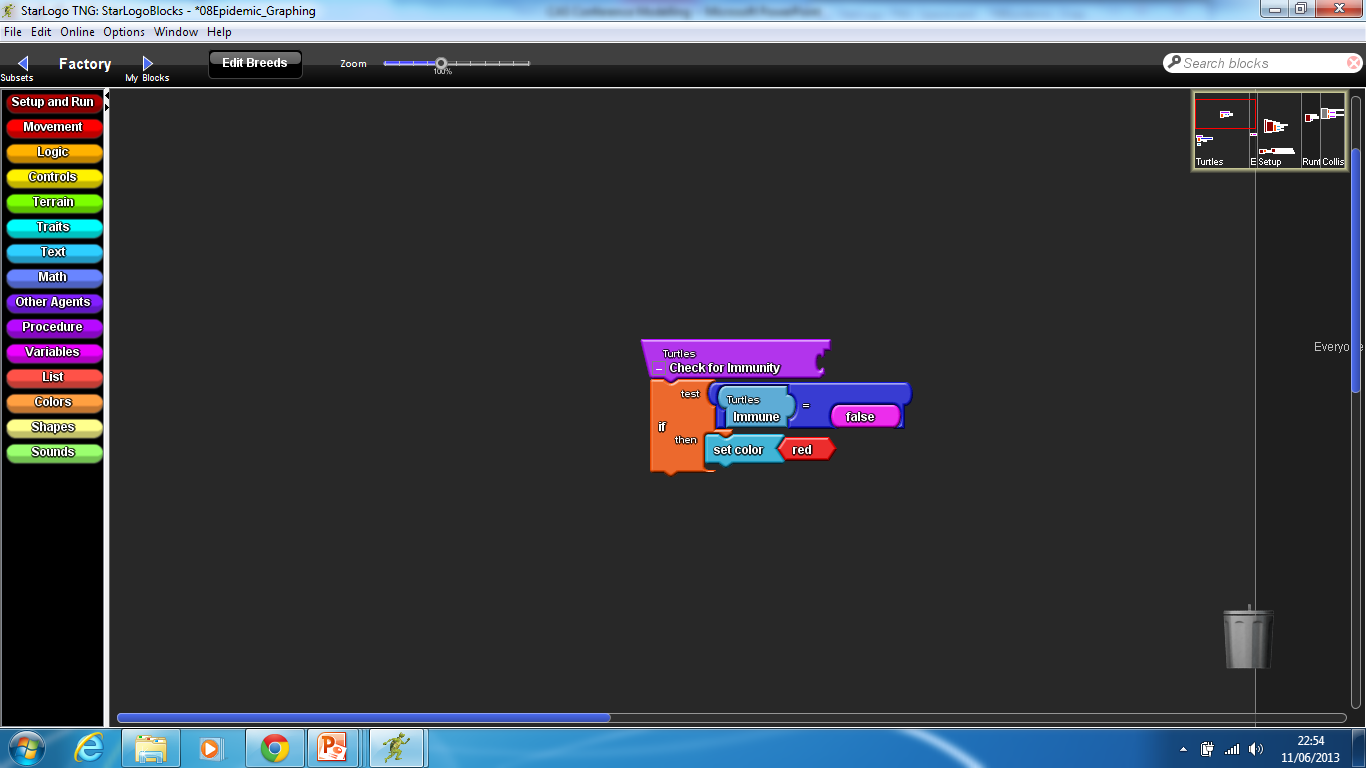 StarLogo TNG: StarLogoBlocks - *08Epidemic_Graphing
File Edit Online Options Window Help
Subsets
Factory
My Blocks
Edit Breeds
Zoom
100%
Search blocks
Setup and Run
Movement
Logic
Controls
Terrain
Traits
Text
Math
Other Agents
Procedure
Variables
List
Colors
Shapes
Sounds
Turtles
E
Setup
Runt
Collis
Turtles
Check for Immunity
if
test
Turtles
Immune
=
false
then
set color
red
Everyo
22:54
11/06/2013